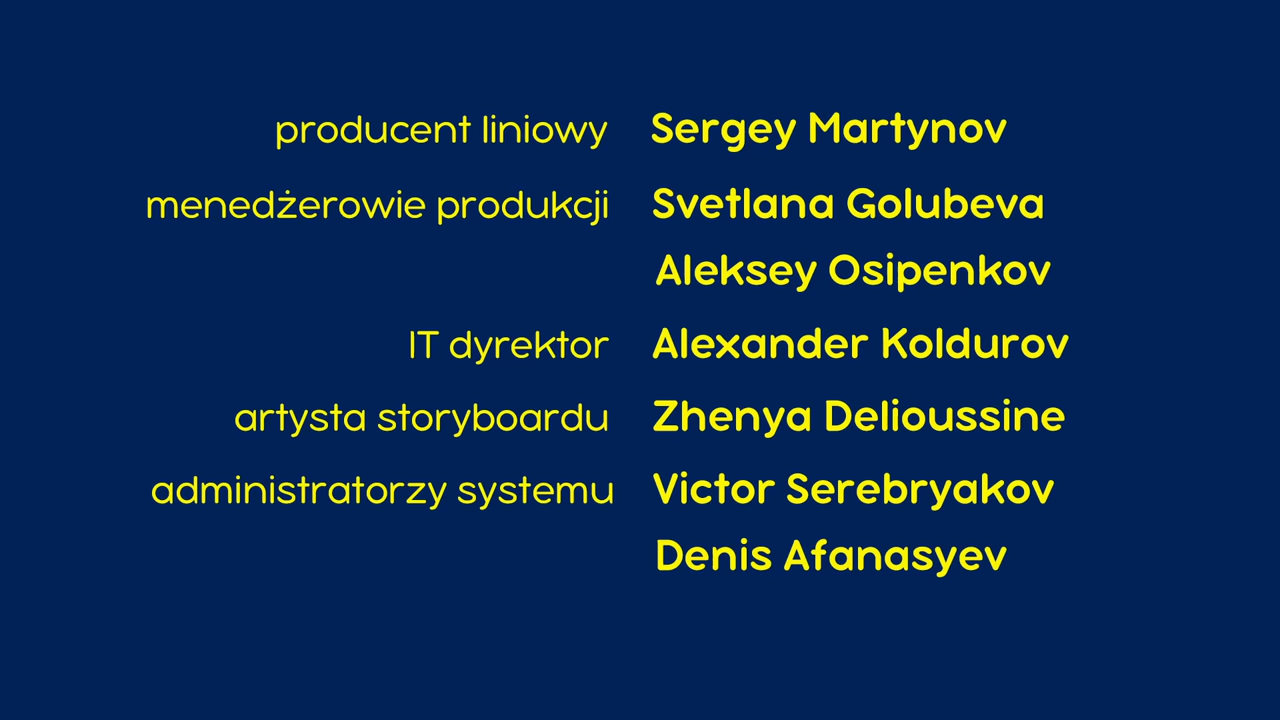 producent liniowy Sergey Martynov
menedżerowie produkcji Svetlana Golubeva
Aleksey Osipenkov
IT dyrektor Alexander Koldurov
artysta storyboardu Zhenya Delioussine
administratorzy systemu Victor Serebryakov
Denis Afanasyev